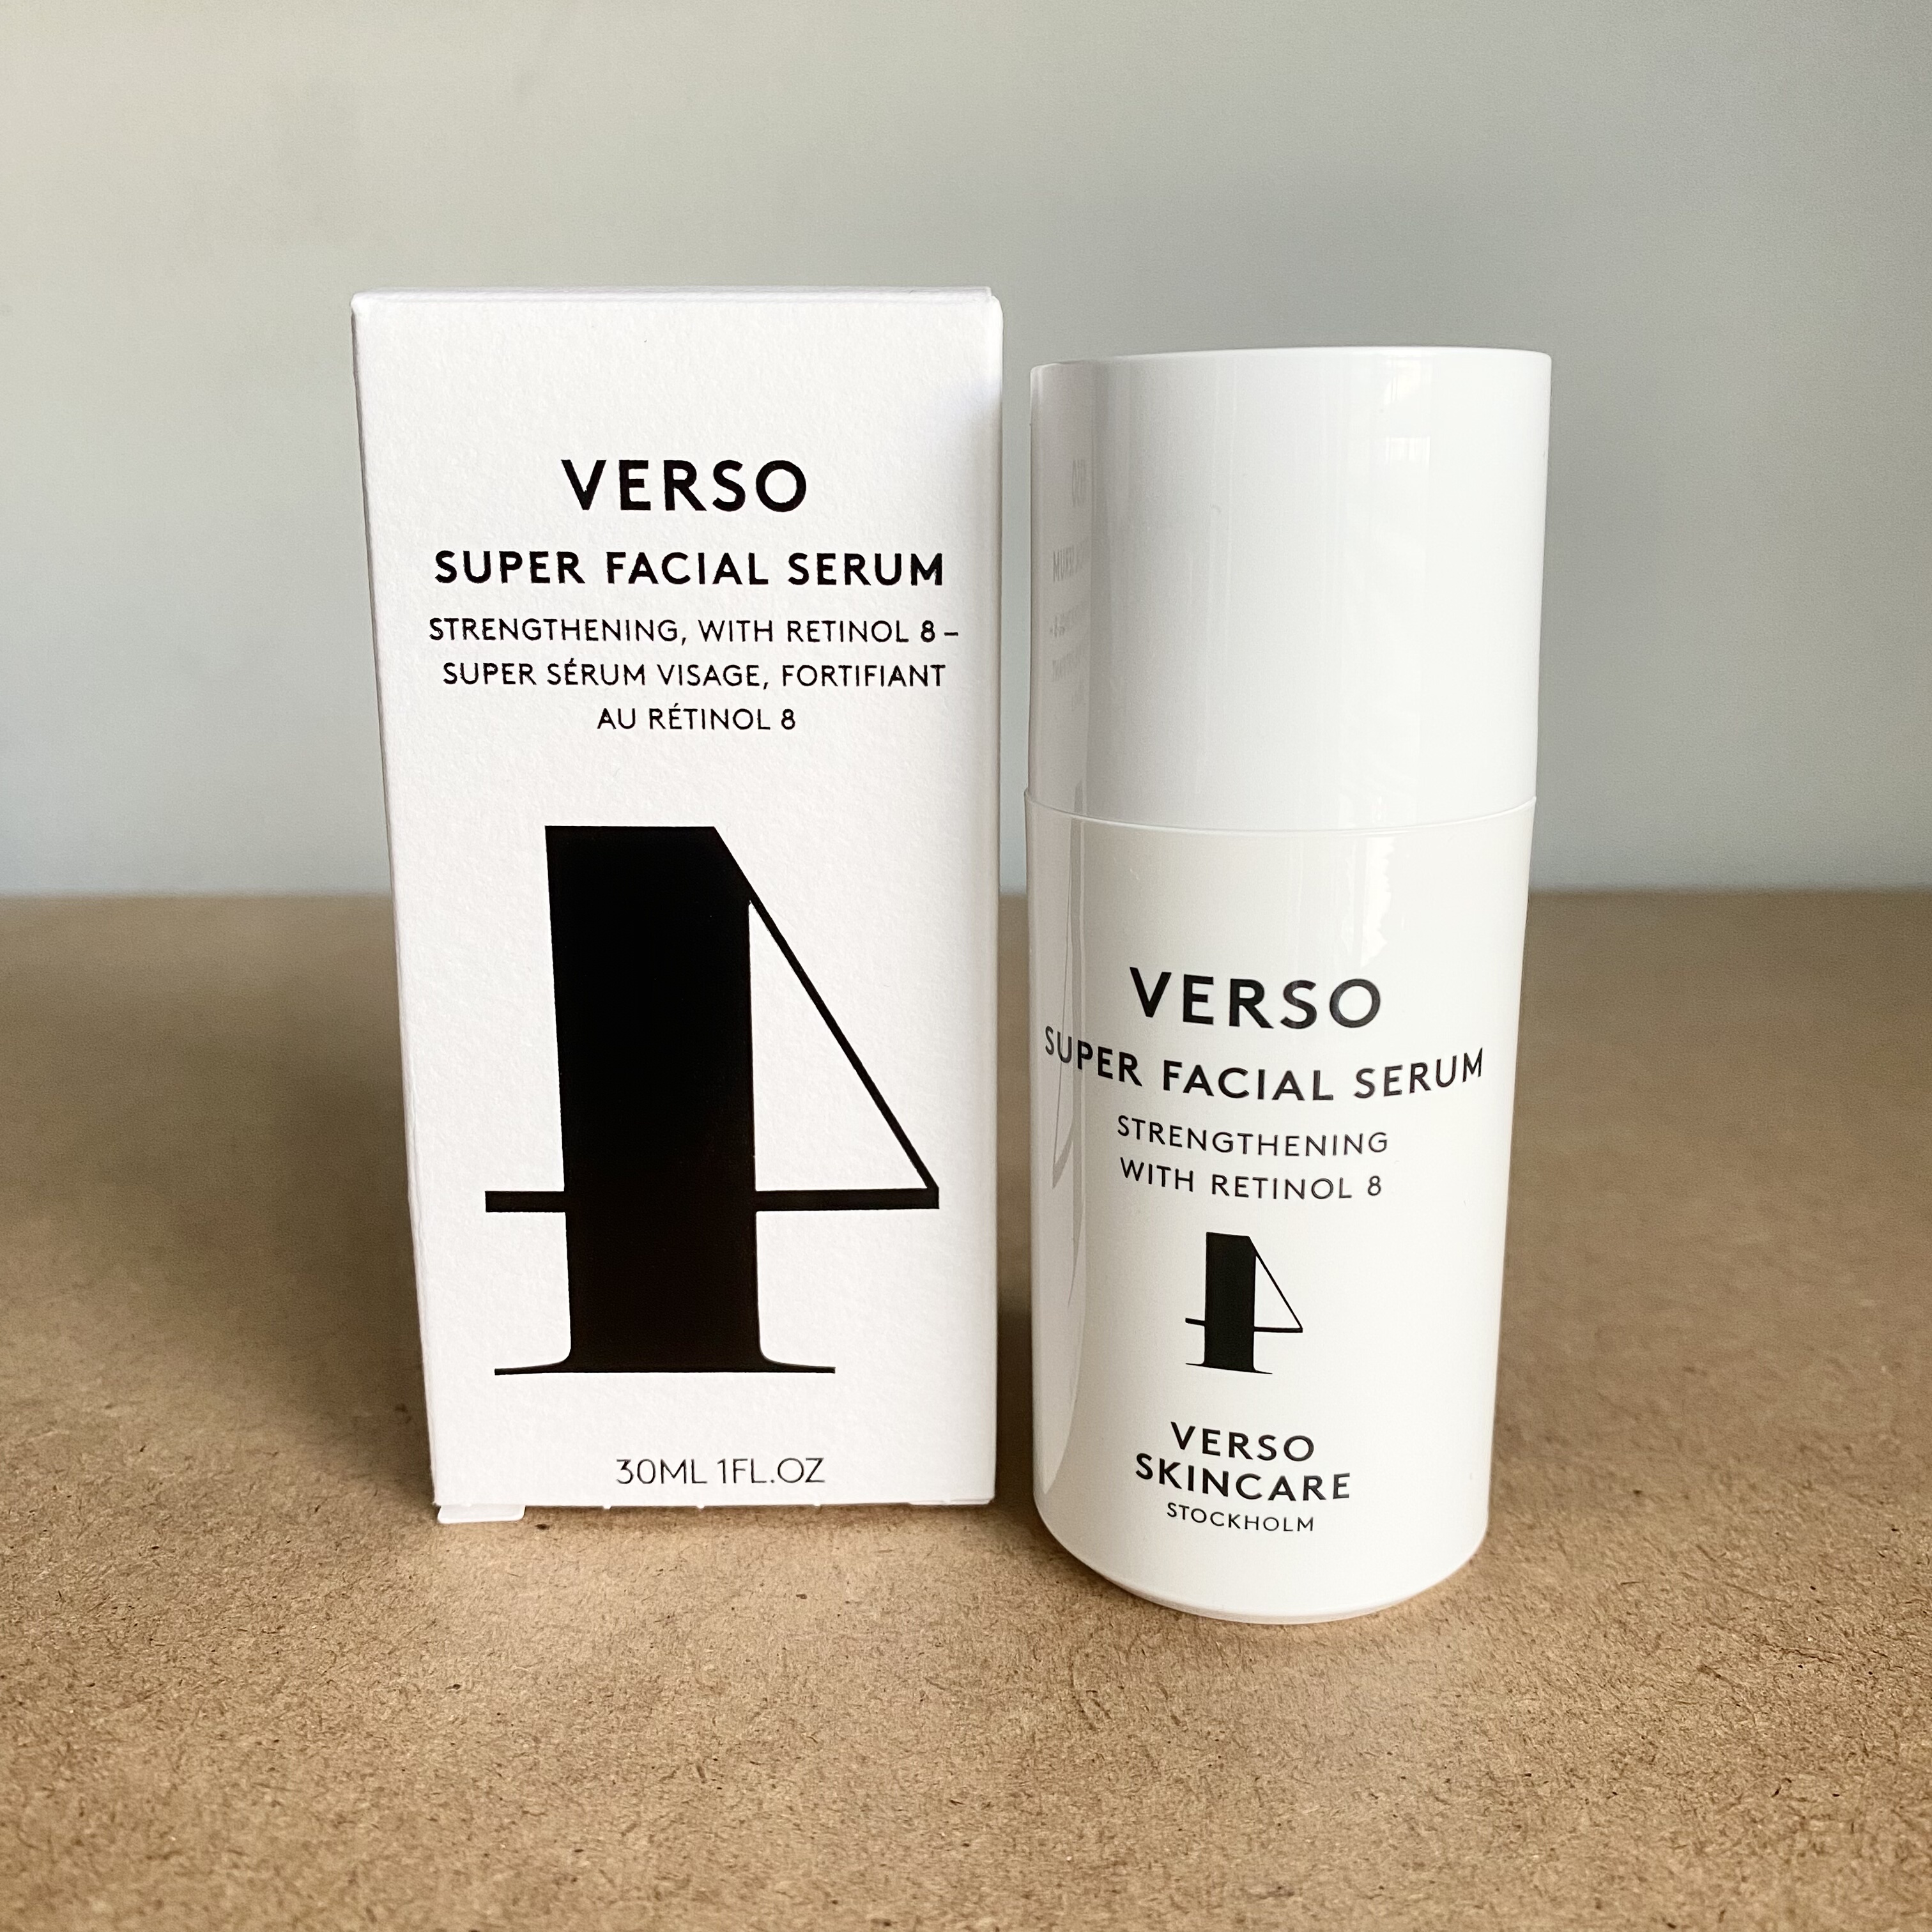 VERSO
SUPER FACIAL SERUM
STRENGTHENING, WITH RETINOL 8 –
SUPER SÉRUM VISAGE, FORTIFIANT
AU RÉTINOL 8
4
30ML 1FL.OZ
VERSO
SUPER FACIAL SERUM
STRENGTHENING
WITH RETINOL 8
4
VERSO
SKINCARE
STOCKHOLM